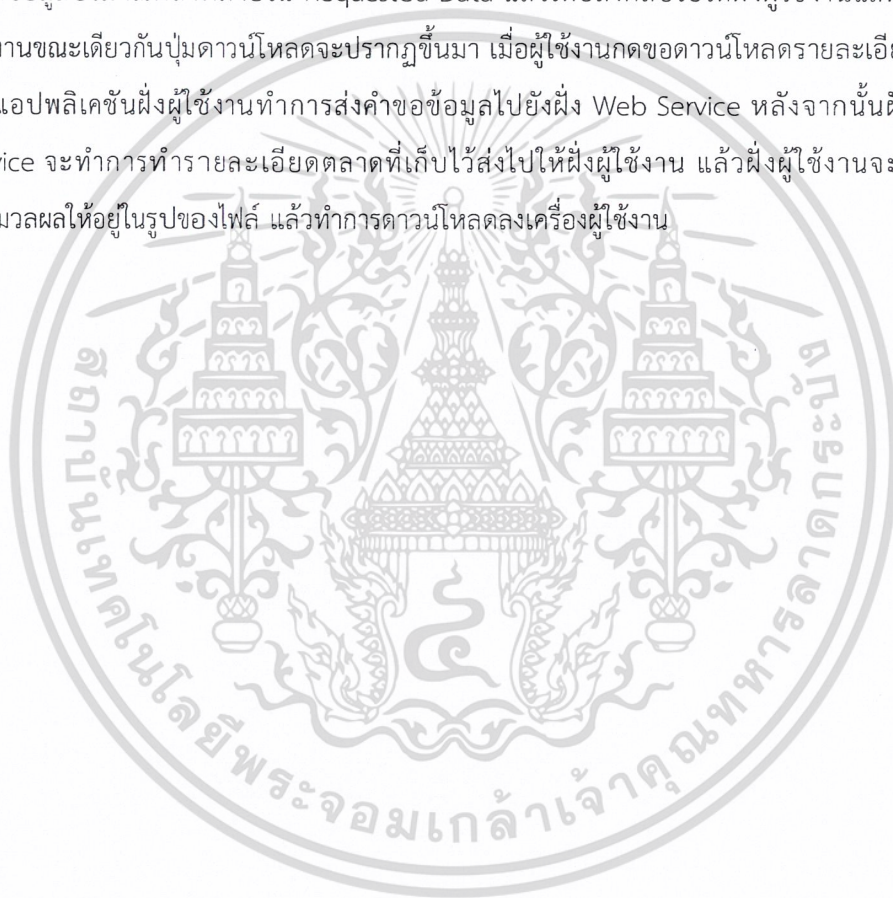 Requested Data
งานขณะเดียวกันปุ่มดาวน์โหลดจะปรากฏขึ้นมา เมื่อผู้ใช้งานกดขอดาวน์โหลดรายละเอีย
แอปพลิเคชันฝั่งผู้ใช้งานทำการส่งคำขอข้อมูลไปยังฝั่ง Web Service หลังจากนั้นฝั
vice จะทำการทำรายละเอียดตลาดที่เก็บไว้ส่งไปให้ฝั่งผู้ใช้งาน แล้วฝั่งผู้ใช้งานจะ
มวลผลให้อยู่ในรูปของไฟล์ แล้วทำการดาวน์โหลดลงเครื่องผู้ใช้งาน
สถาบันเทคโนโลยีพระจอมเกล้าเจ้าคุณทหารลาดกระบัง
๔